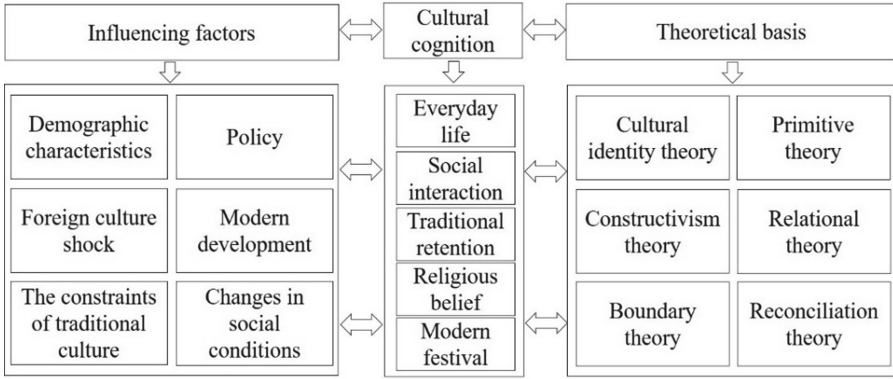 Influencing factors
Cultural
cognition
Theoretical basis
Demographic
characteristics
Policy
Foreign culture
shock
Modern
development
The constraints
of traditional
culture
Changes in
social
conditions
Everyday
life
Social
interaction
Traditional
retention
Religious
belief
Modern
festival
Cultural
identity theory
Primitive
theory
Constructivism
theory
Relational
theory
Boundary
theory
Reconciliation
theory